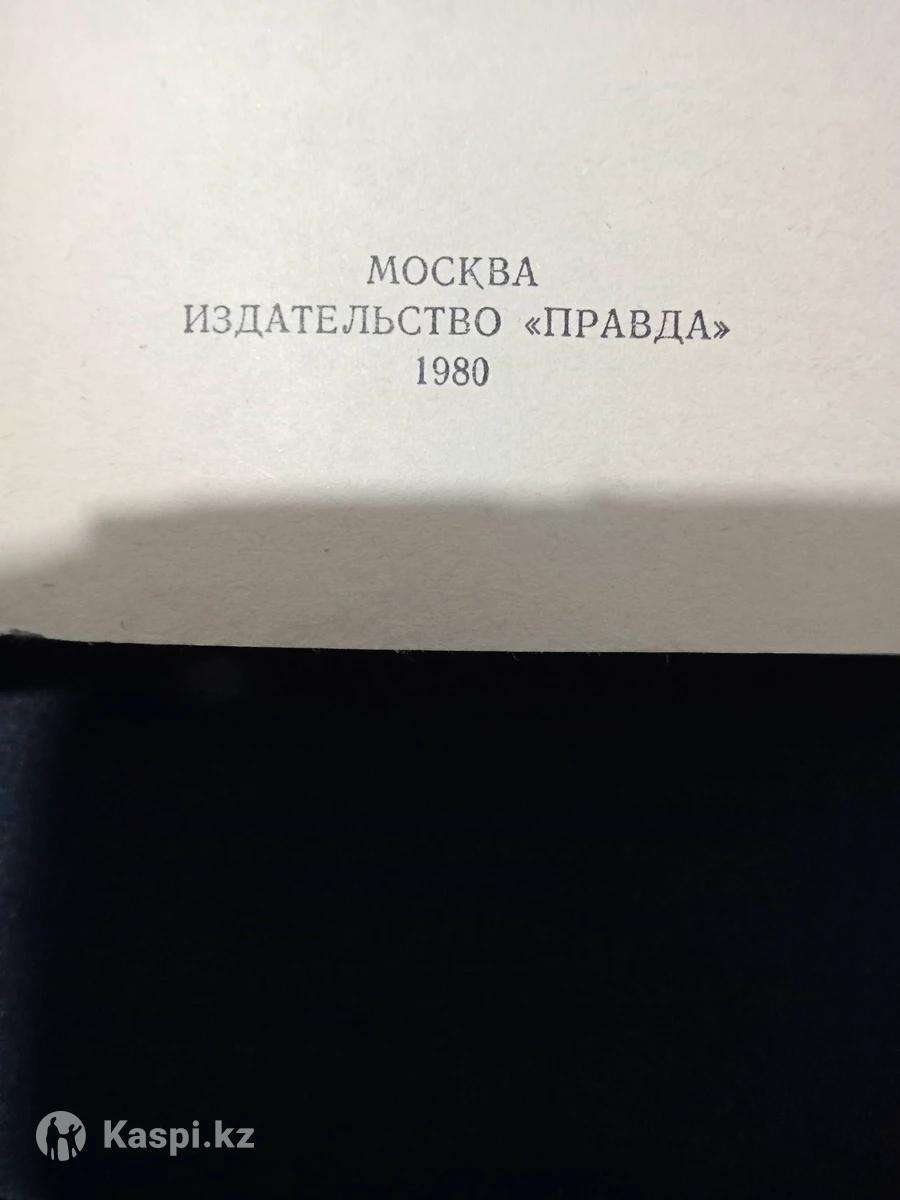 МОСКВА
ИЗДАТЕЛЬСТВО «ПРАВДА»
1980
Kaspi.kz